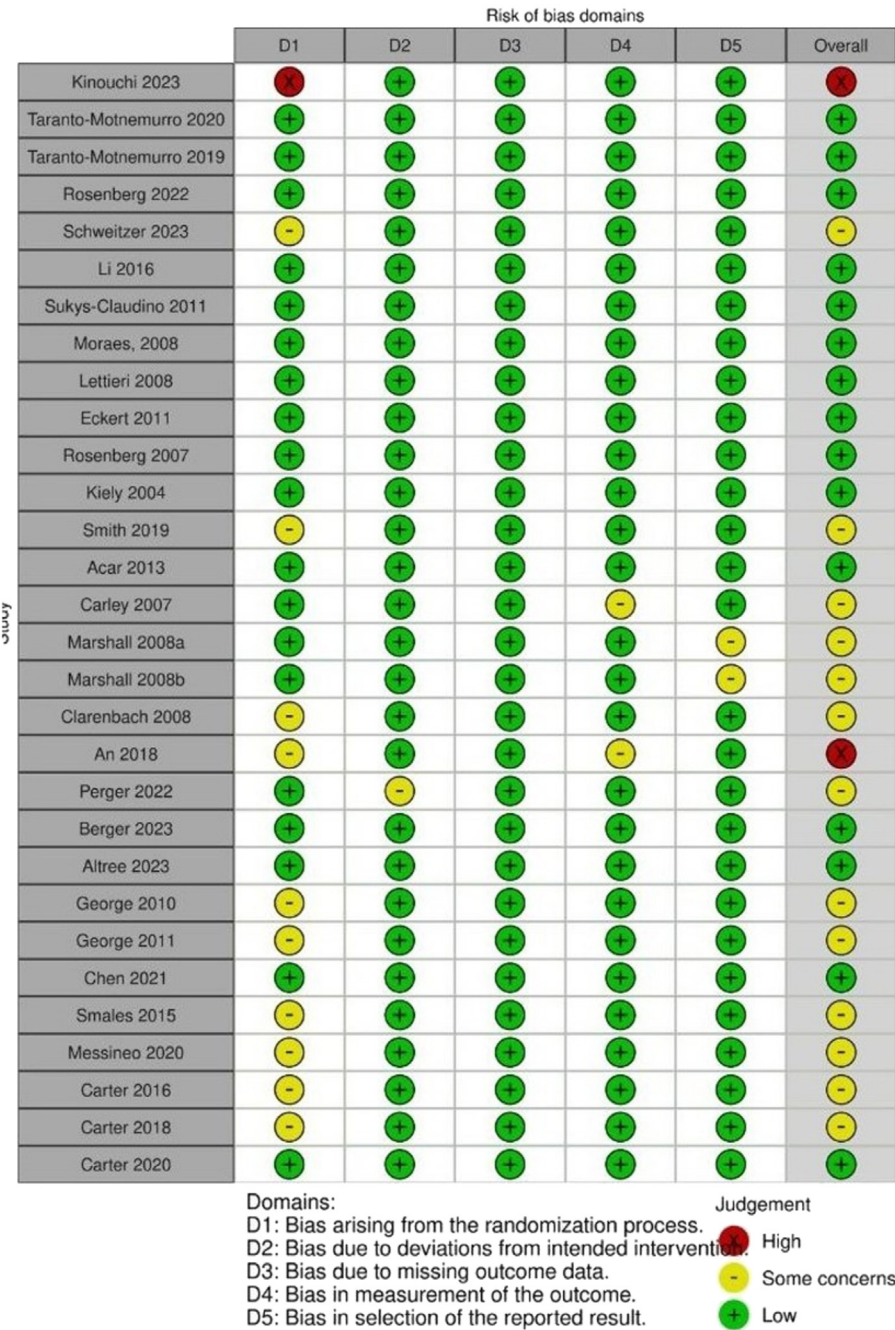 Risk of bias domains
D1 D2 D3 D4 D5 Overall
Kinouchi 2023 X + + + + X
Taranto-Motnemurro 2020 + + + + + +
Taranto-Motnemurro 2019 + + + + + +
Rosenberg 2022 + + + + + +
Schweitzer 2023 - + + + + -
Li 2016 + + + + + +
Sukys-Claudino 2011 + + + + + +
Moraes, 2008 + + + + + +
Lettieri 2008 + + + + + +
Eckert 2011 + + + + + +
Rosenberg 2007 + + + + + +
Kiely 2004 + + + + + +
Smith 2019 - + + + + -
Acar 2013 + + + + + +
Study
Carley 2007 + + + - + -
Marshall 2008a + + + + - -
Marshall 2008b + + + + - -
Clarenbach 2008 - + + + + -
An 2018 - + + - + X
Perger 2022 + - + + + -
Berger 2023 + + + + + +
Altree 2023 + + + + + +
George 2010 - + + + + -
George 2011 - + + + + -
Chen 2021 + + + + + +
Smales 2015 - + + + + -
Messineo 2020 - + + + + -
Carter 2016 - + + + + -
Carter 2018 - + + + + -
Carter 2020 + + + + + +
Domains:
D1: Bias arising from the randomization process.
D2: Bias due to deviations from intended intervention.
D3: Bias due to missing outcome data.
D4: Bias in measurement of the outcome.
D5: Bias in selection of the reported result.
Judgement
X High
- Some concerns
+ Low